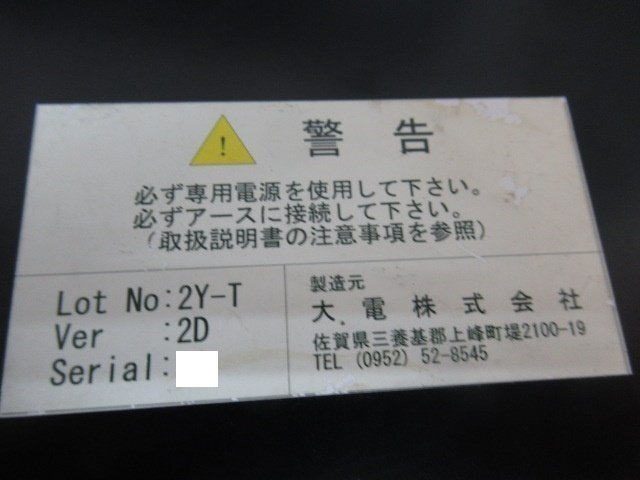 警告
必ず専用電源を使用して下さい。
必ずアースに接続して下さい。
(取扱説明書の注意事項を参照)
Lot No:2Y-T
Ver :2D
Serial:
製造元
大電株式会社
佐賀県三養基郡上峰町堤2100-19
TEL (0952) 52-8545